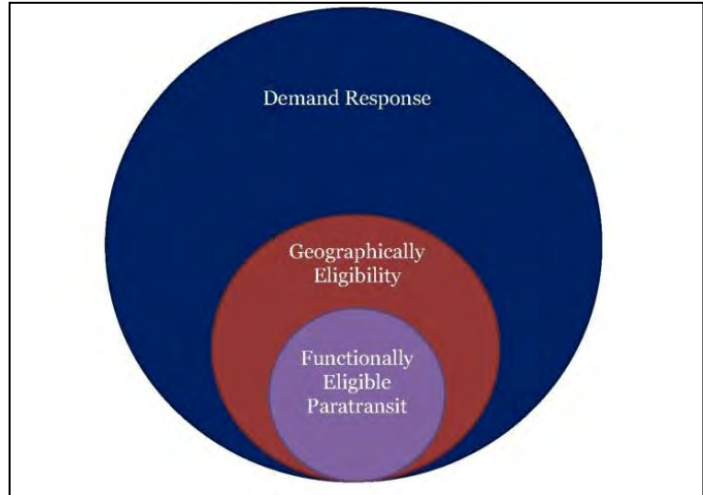 Demand Response
Geographically
Eligibility
Functionally
Eligible
Paratransit